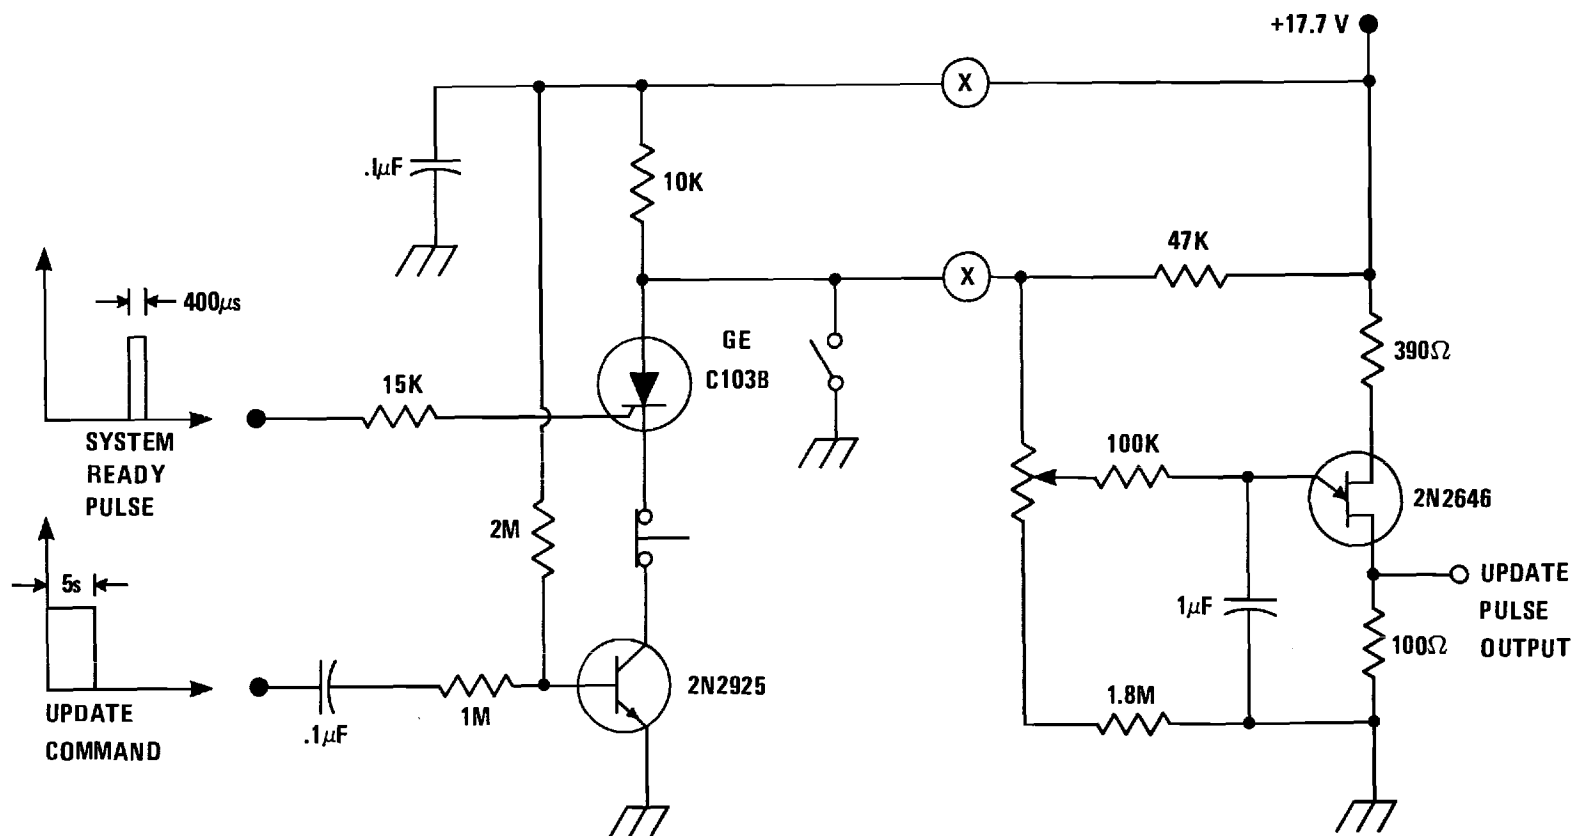 +17.7 V
X
.1µF
10K
X
47K
400µs
GE
C103B
390Ω
15K
SYSTEM
READY
PULSE
100K
2N2646
2M
5s
1µF
UPDATE
PULSE
OUTPUT
100Ω
2N2925
1M
.1µF
1.8M
UPDATE
COMMAND